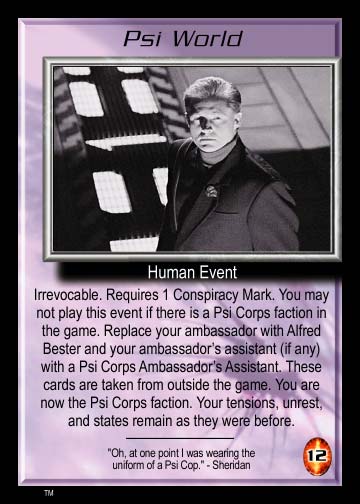 Psi World
Human Event
Irrevocable. Requires 1 Conspiracy Mark. You may
not play this event if there is a Psi Corps faction in
the game. Replace your ambassador with Alfred
Bester and your ambassador's assistant (if any)
with a Psi Corps Ambassador's Assistant. These
cards are taken from outside the game. You are
now the Psi Corps faction. Your tensions, unrest,
and states remain as they were before.
"Oh, at one point I was wearing the
uniform of a Psi Cop." - Sheridan
12
TM